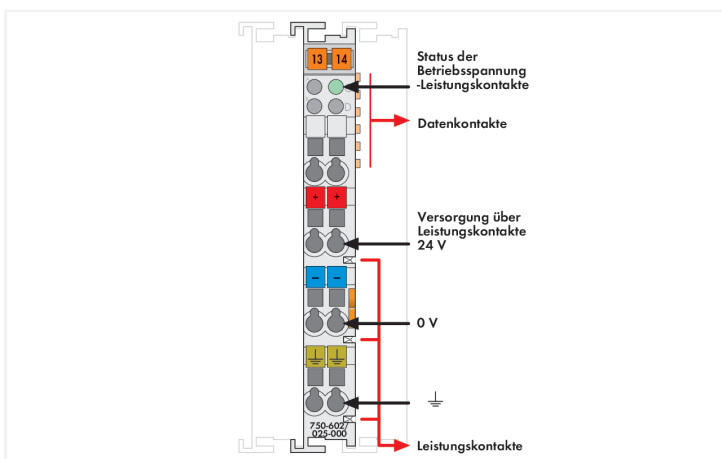 13 14
Status der
Betriebsspannung
-Leistungskontakte
Datenkontakte
+ +
Versorgung über
Leistungskontakte
24 V
– –
0 V
750-602/
025-000
Leistungskontakte